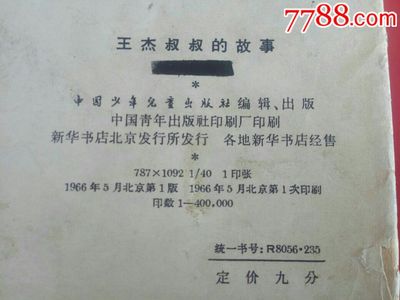 7788.com
王杰叔叔的故事
*
中国少年儿童出版社 编辑、出版
中国青年出版社印刷厂印刷
新华书店北京发行所发行 各地新华书店经售
*
787×1092 1/40 1印张
1966年5月北京第1版 1966年5月北京第1次印刷
印数1—400.000
统一书号:R8056·235
定价九分